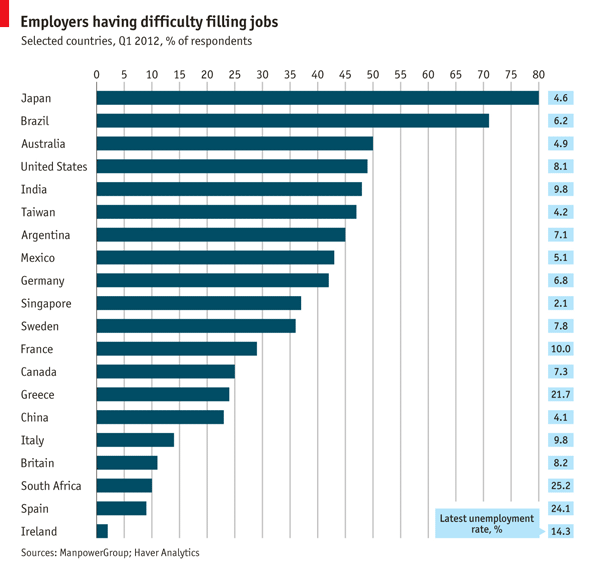 Employers having difficulty filling jobs
Selected countries, Q1 2012, % of respondents
0 5 10 15 20 25 30 35 40 45 50 55 60 65 70 75 80
Japan 4.6
Brazil 6.2
Australia 4.9
United States 8.1
India 9.8
Taiwan 4.2
Argentina 7.1
Mexico 5.1
Germany 6.8
Singapore 2.1
Sweden 7.8
France 10.0
Canada 7.3
Greece 21.7
China 4.1
Italy 9.8
Britain 8.2
South Africa 25.2
Spain 24.1
Latest unemployment
rate, %
Ireland 14.3
Sources: ManpowerGroup; Haver Analytics